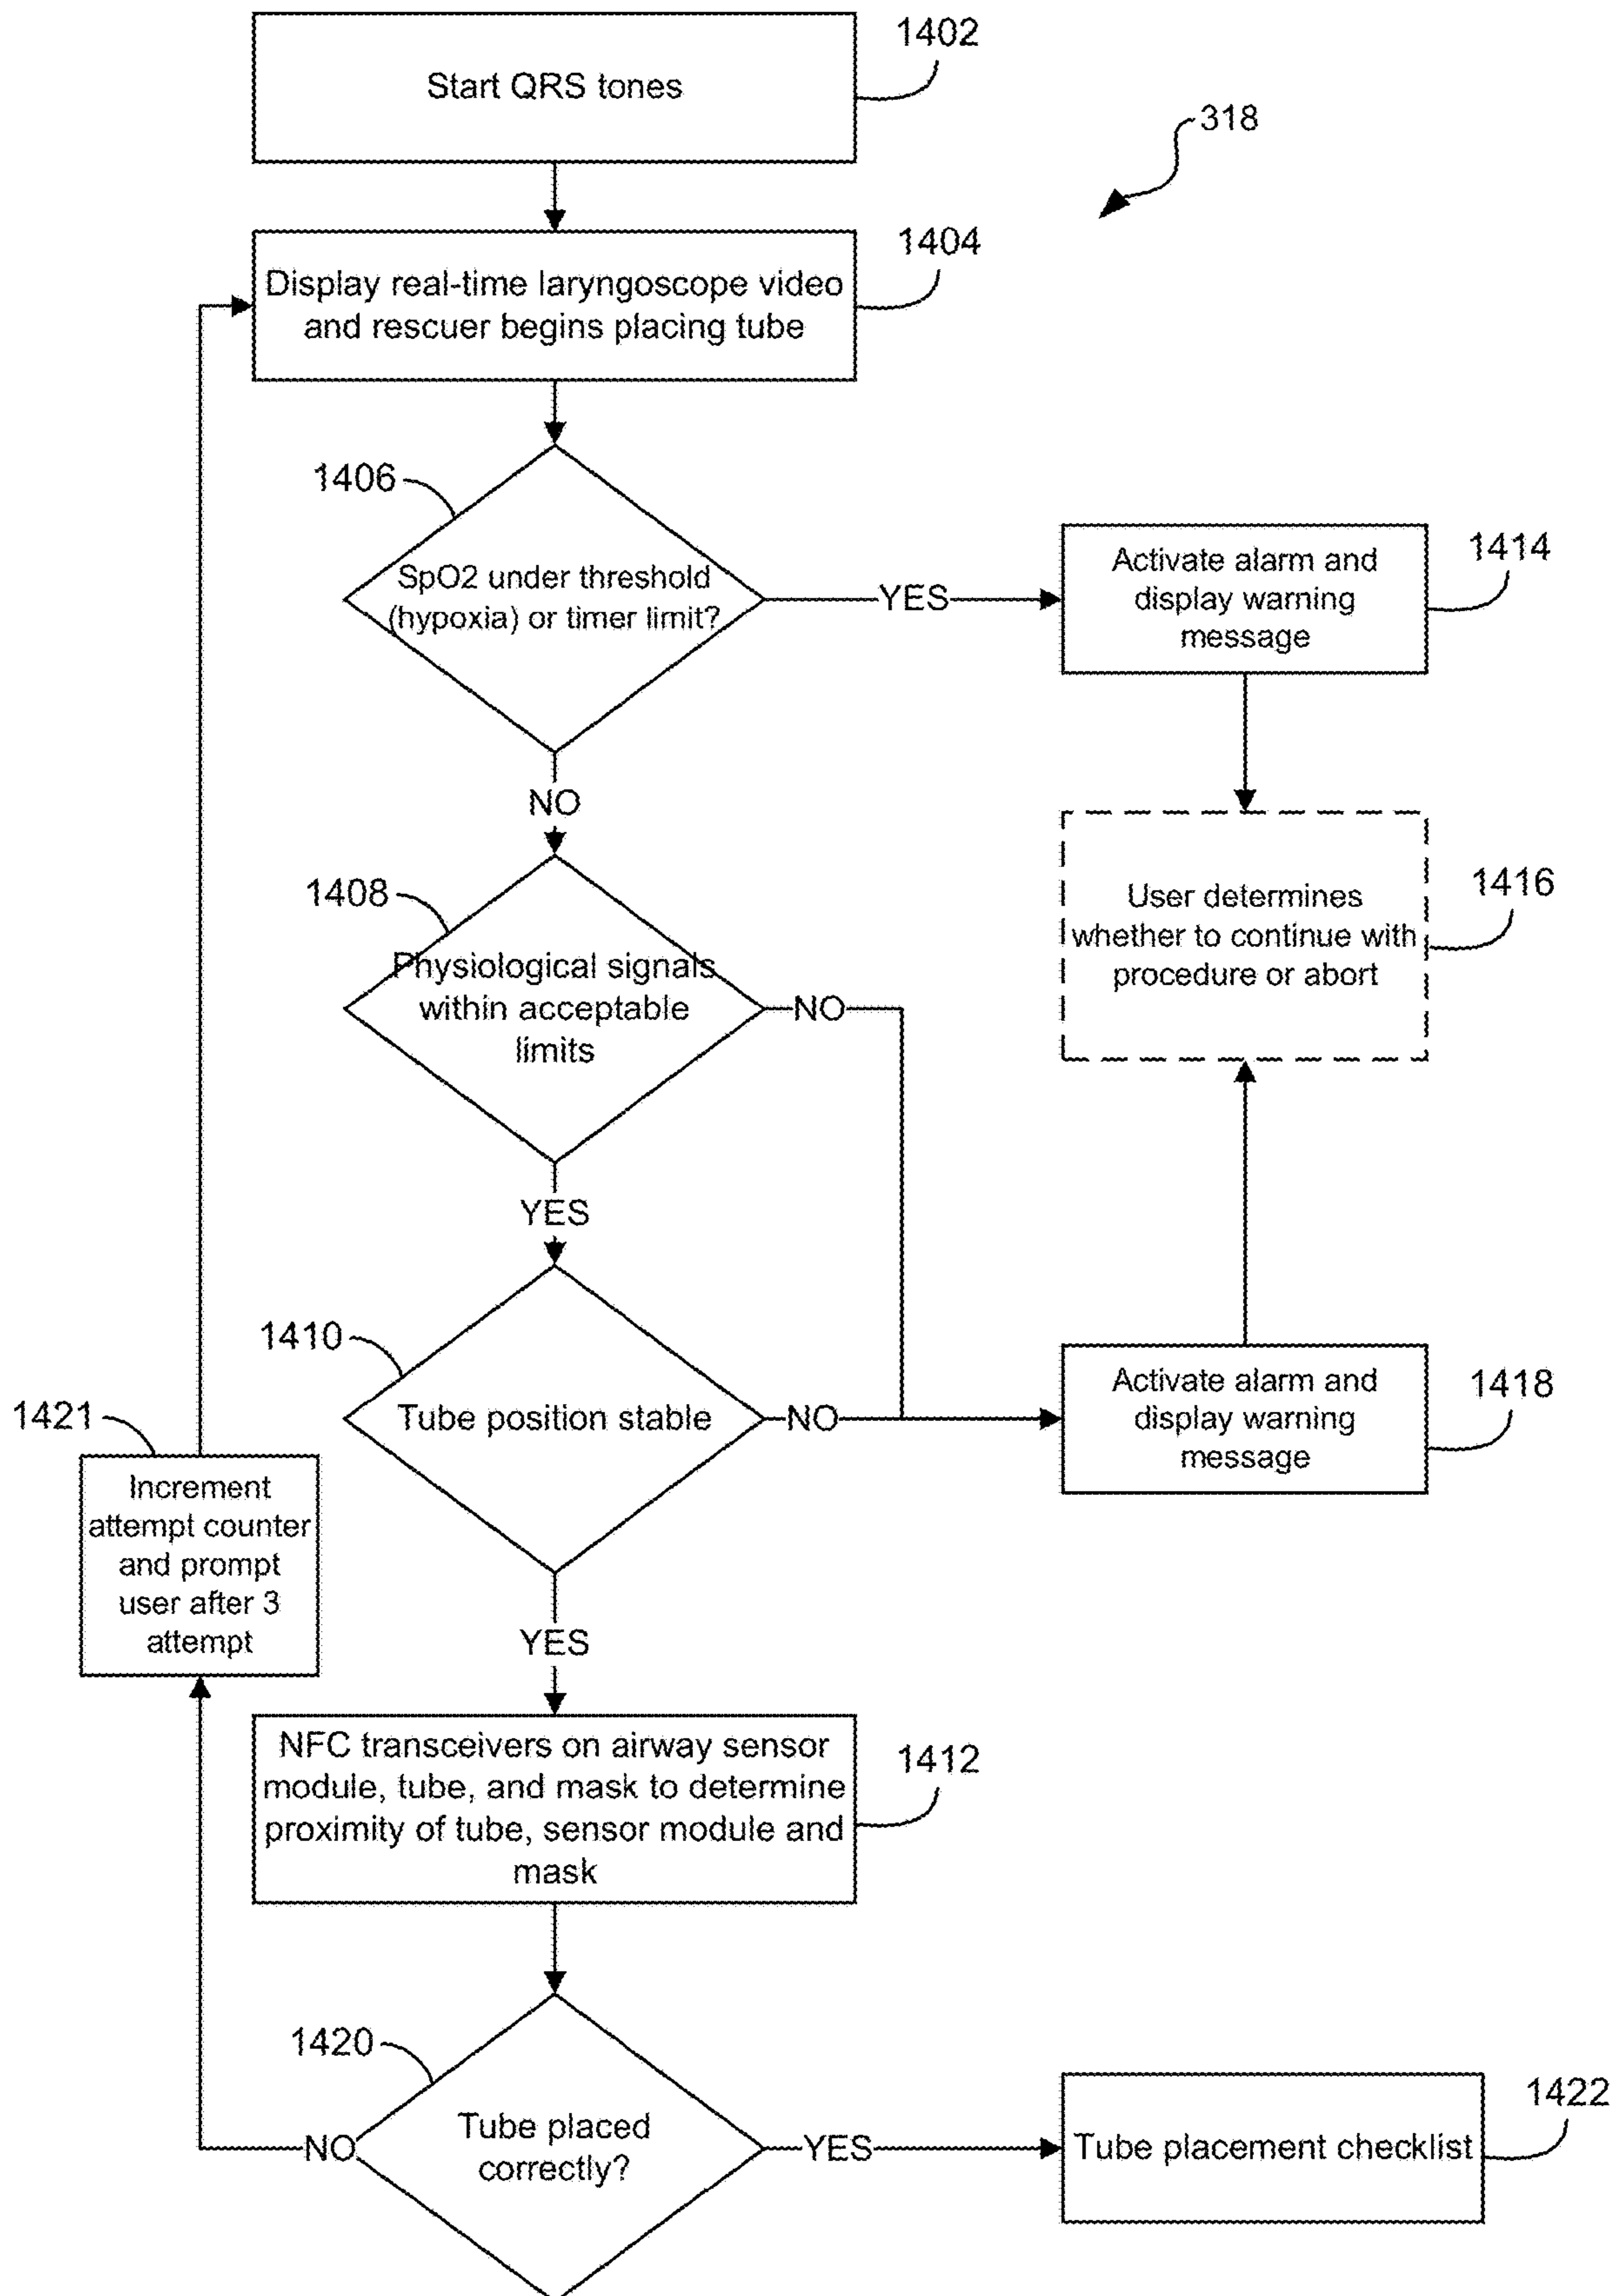 1402
Start QRS tones
318
1404
Display real-time laryngoscope video
and rescuer begins placing tube
1406
SpO2 under threshold
(hypoxia) or timer limit?
YES
1414
Activate alarm and
display warning
message
NO
1408
Physiological signals
within acceptable
limits
NO
1416
User determines
whether to continue with
procedure or abort
YES
1410
Tube position stable
NO
1418
Activate alarm and
display warning
message
1421
Increment
attempt counter
and prompt
user after 3
attempt
YES
1412
NFC transceivers on airway sensor
module, tube, and mask to determine
proximity of tube, sensor module and
mask
1420
Tube placed
correctly?
NO
YES
1422
Tube placement checklist